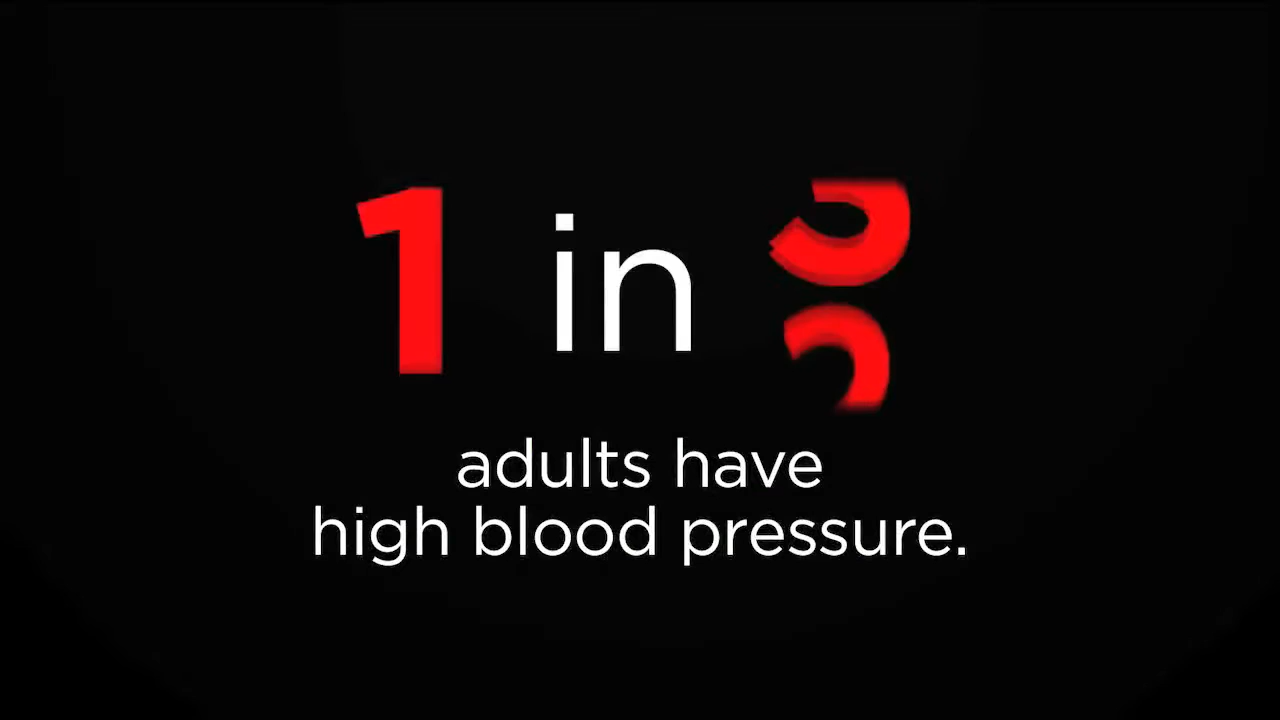 1 in
adults have
high blood pressure.